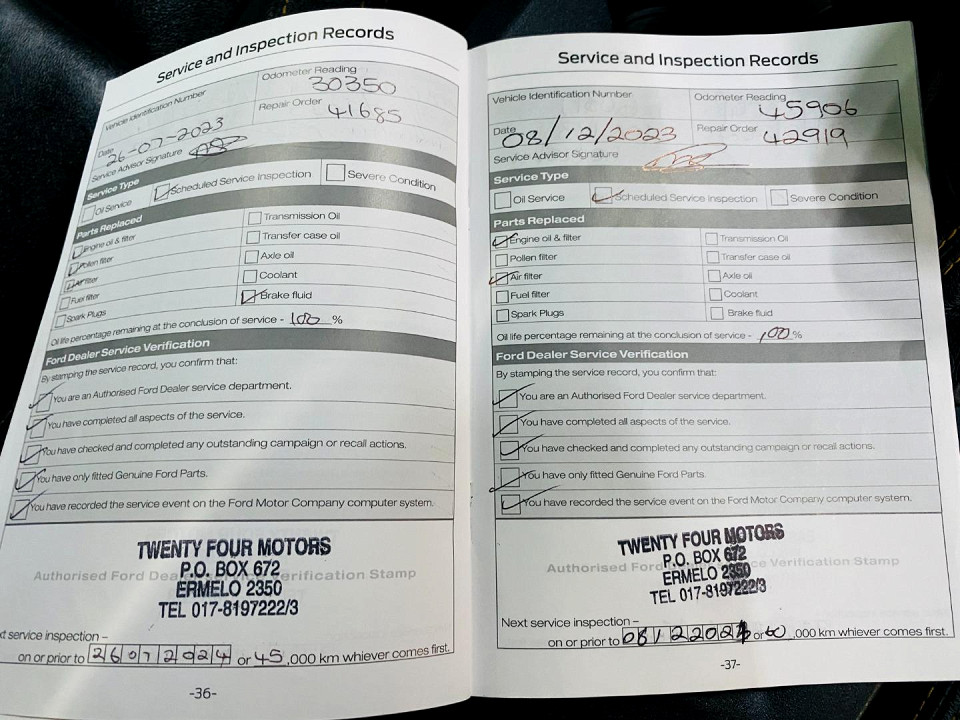 Service and Inspection Records
Vehicle Identification Number
Odometer Reading
30350
Date
26-07-2023
Repair Order
41685
Service Advisor Signature
Service Type
Oil Service
Scheduled Service Inspection
Severe Condition
Parts Replaced
Engine oil & filter
Transmission Oil
Pollen filter
Transfer case oil
Air filter
Axle oil
Fuel filter
Coolant
Spark Plugs
Brake fluid
Oil life percentage remaining at the conclusion of service - 100 %
Ford Dealer Service Verification
By stamping the service record, you confirm that:
You are an Authorised Ford Dealer service department.
You have completed all aspects of the service.
You have checked and completed any outstanding campaign or recall actions.
You have only fitted Genuine Ford Parts.
You have recorded the service event on the Ford Motor Company computer system.
TWENTY FOUR MOTORS
P.O. BOX 672
Authorised Ford Verification Stamp
ERMELO 2350
TEL 017-8197222/3
service inspection –
on or prior to 26072024 or 45 ,000 km whiever comes first.
-36-
Service and Inspection Records
Vehicle Identification Number
Odometer Reading
45906
Date
08/12/2023
Repair Order
42919
Service Advisor Signature
Service Type
Oil Service
Scheduled Service Inspection
Severe Condition
Parts Replaced
Engine oil & filter
Transmission Oil
Pollen filter
Transfer case oil
Air filter
Axle oil
Fuel filter
Coolant
Spark Plugs
Brake fluid
Oil life percentage remaining at the conclusion of service - 100 %
Ford Dealer Service Verification
By stamping the service record, you confirm that:
You are an Authorised Ford Dealer service department.
You have completed all aspects of the service.
You have checked and completed any outstanding campaign or recall actions.
You have only fitted Genuine Ford Parts.
You have recorded the service event on the Ford Motor Company computer system.
TWENTY FOUR MOTORS
P.O. BOX 672
Authorised Ford Verification Stamp
ERMELO 2350
TEL 017-8197222/3
Next service inspection –
on or prior to or 60 ,000 km whiever comes first.
-37-